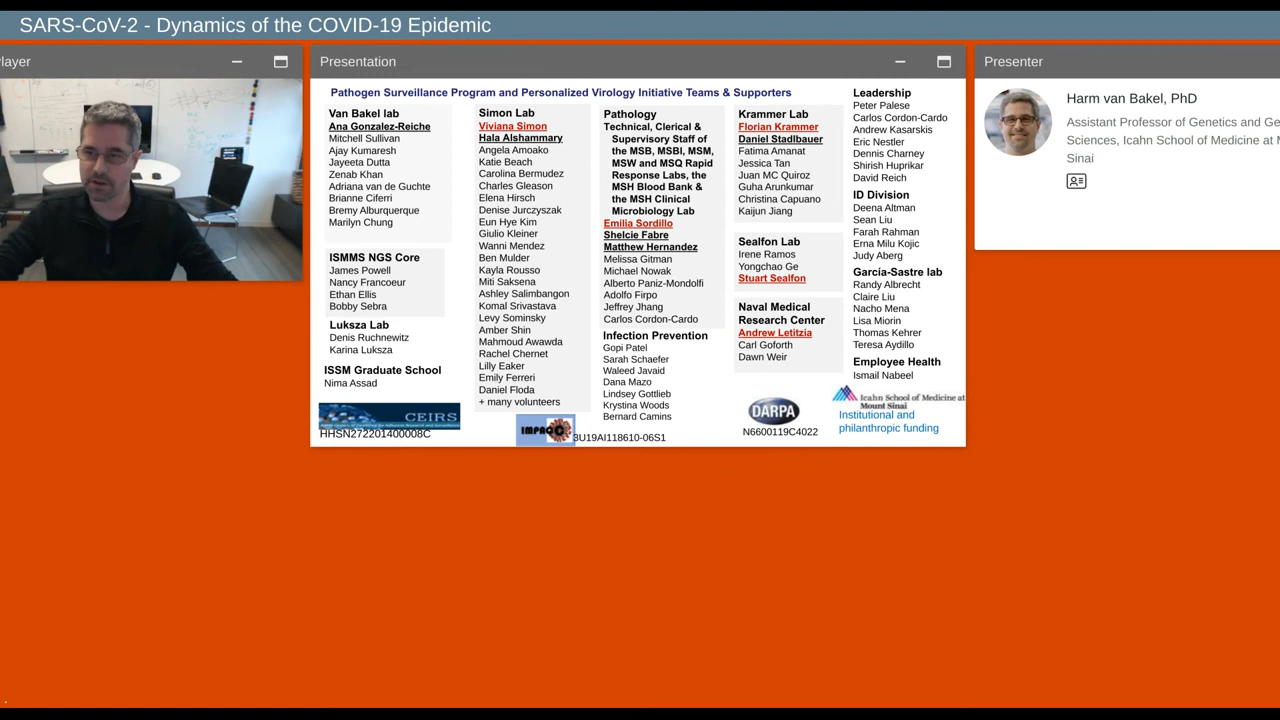 SARS-CoV-2 - Dynamics of the COVID-19 Epidemic
layer
Presentation
Presenter
Pathogen Surveillance Program and Personalized Virology Initiative Teams & Supporters
Van Bakel lab
Ana Gonzalez-Reiche
Mitchell Sullivan
Ajay Kumaresh
Jayeeta Dutta
Zenab Khan
Adriana van de Guchte
Brianne Ciferri
Bremy Alburquerque
Marilyn Chung
ISMMS NGS Core
James Powell
Nancy Francoeur
Ethan Ellis
Bobby Sebra
Luksza Lab
Denis Ruchnewitz
Karina Luksza
ISSM Graduate School
Nima Assad
CEIRS
HHSN272201400008C
Simon Lab
Viviana Simon
Hala Alshammary
Angela Amoako
Katie Beach
Carolina Bermudez
Charles Gleason
Elena Hirsch
Denise Jurczyszak
Eun Hye Kim
Giulio Kleiner
Wanni Mendez
Ben Mulder
Kayla Rousso
Miti Saksena
Ashley Salimbangon
Komal Srivastava
Levy Sominsky
Amber Shin
Mahmoud Awawda
Rachel Chernet
Lilly Eaker
Emily Ferreri
Daniel Floda
+ many volunteers
IMPACC
3U19AI118610-06S1
Pathology
Technical, Clerical &
Supervisory Staff of
the MSB, MSBI, MSM,
MSW and MSQ Rapid
Response Labs, the
MSH Blood Bank &
the MSH Clinical
Microbiology Lab
Emilia Sordillo
Shelcie Fabre
Matthew Hernandez
Melissa Gitman
Michael Nowak
Alberto Paniz-Mondolfi
Adolfo Firpo
Jeffrey Jhang
Carlos Cordon-Cardo
Infection Prevention
Gopi Patel
Sarah Schaefer
Waleed Javaid
Dana Mazo
Lindsey Gottlieb
Krystina Woods
Bernard Camins
Krammer Lab
Florian Krammer
Daniel Stadlbauer
Fatima Amanat
Jessica Tan
Juan MC Quiroz
Guha Arunkumar
Christina Capuano
Kaijun Jiang
Sealfon Lab
Irene Ramos
Yongchao Ge
Stuart Sealfon
Naval Medical
Research Center
Andrew Letitzia
Carl Goforth
Dawn Weir
DARPA
N6600119C4022
Leadership
Peter Palese
Carlos Cordon-Cardo
Andrew Kasarskis
Eric Nestler
Dennis Charney
Shirish Huprikar
David Reich
ID Division
Deena Altman
Sean Liu
Farah Rahman
Erna Milu Kojic
Judy Aberg
García-Sastre lab
Randy Albrecht
Claire Liu
Nacho Mena
Lisa Miorin
Thomas Kehrer
Teresa Aydillo
Employee Health
Ismail Nabeel
Icahn School of Medicine at
Mount Sinai
Institutional and
philanthropic funding
Harm van Bakel, PhD
Assistant Professor of Genetics and Ge
Sciences, Icahn School of Medicine at M
Sinai